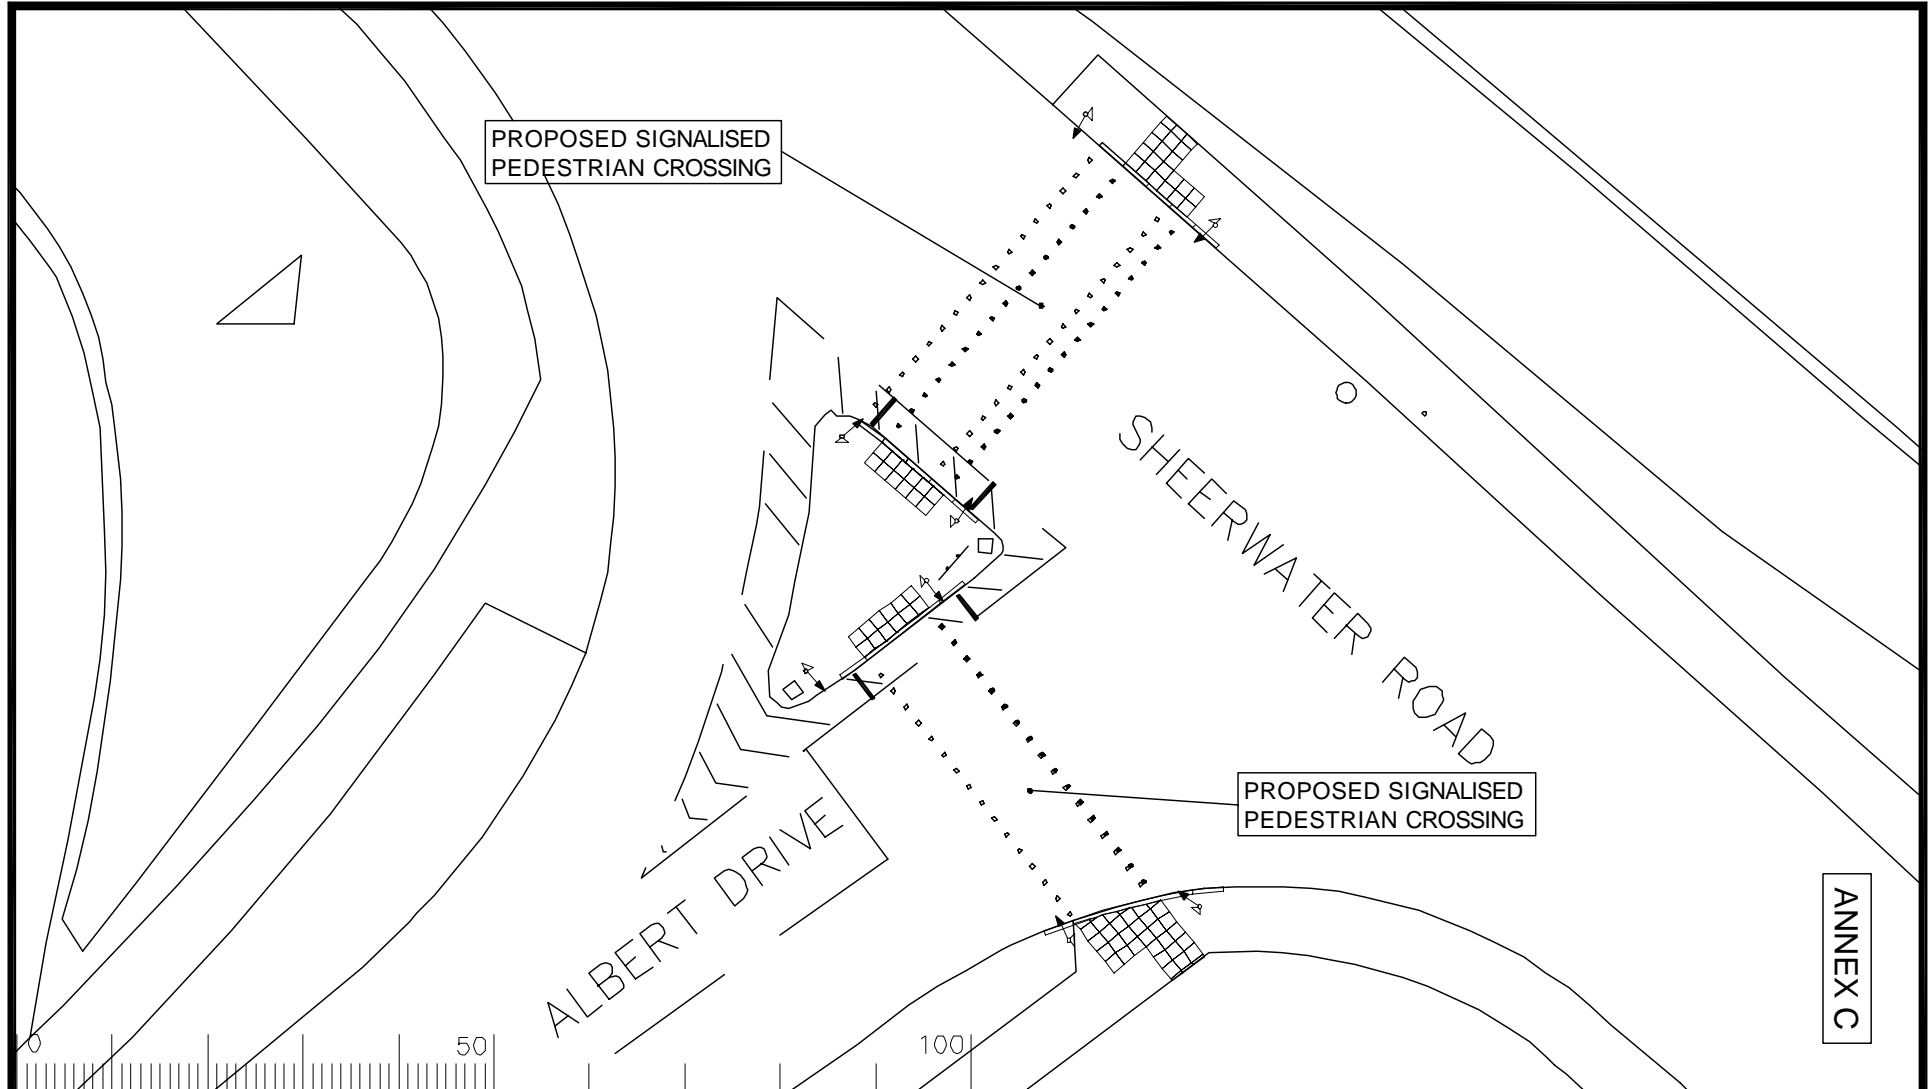 PROPOSED SIGNALISED
PEDESTRIAN CROSSING
SHEERWATER ROAD
PROPOSED SIGNALISED
PEDESTRIAN CROSSING
ALBERT DRIVE
ANNEX C
0
50
100